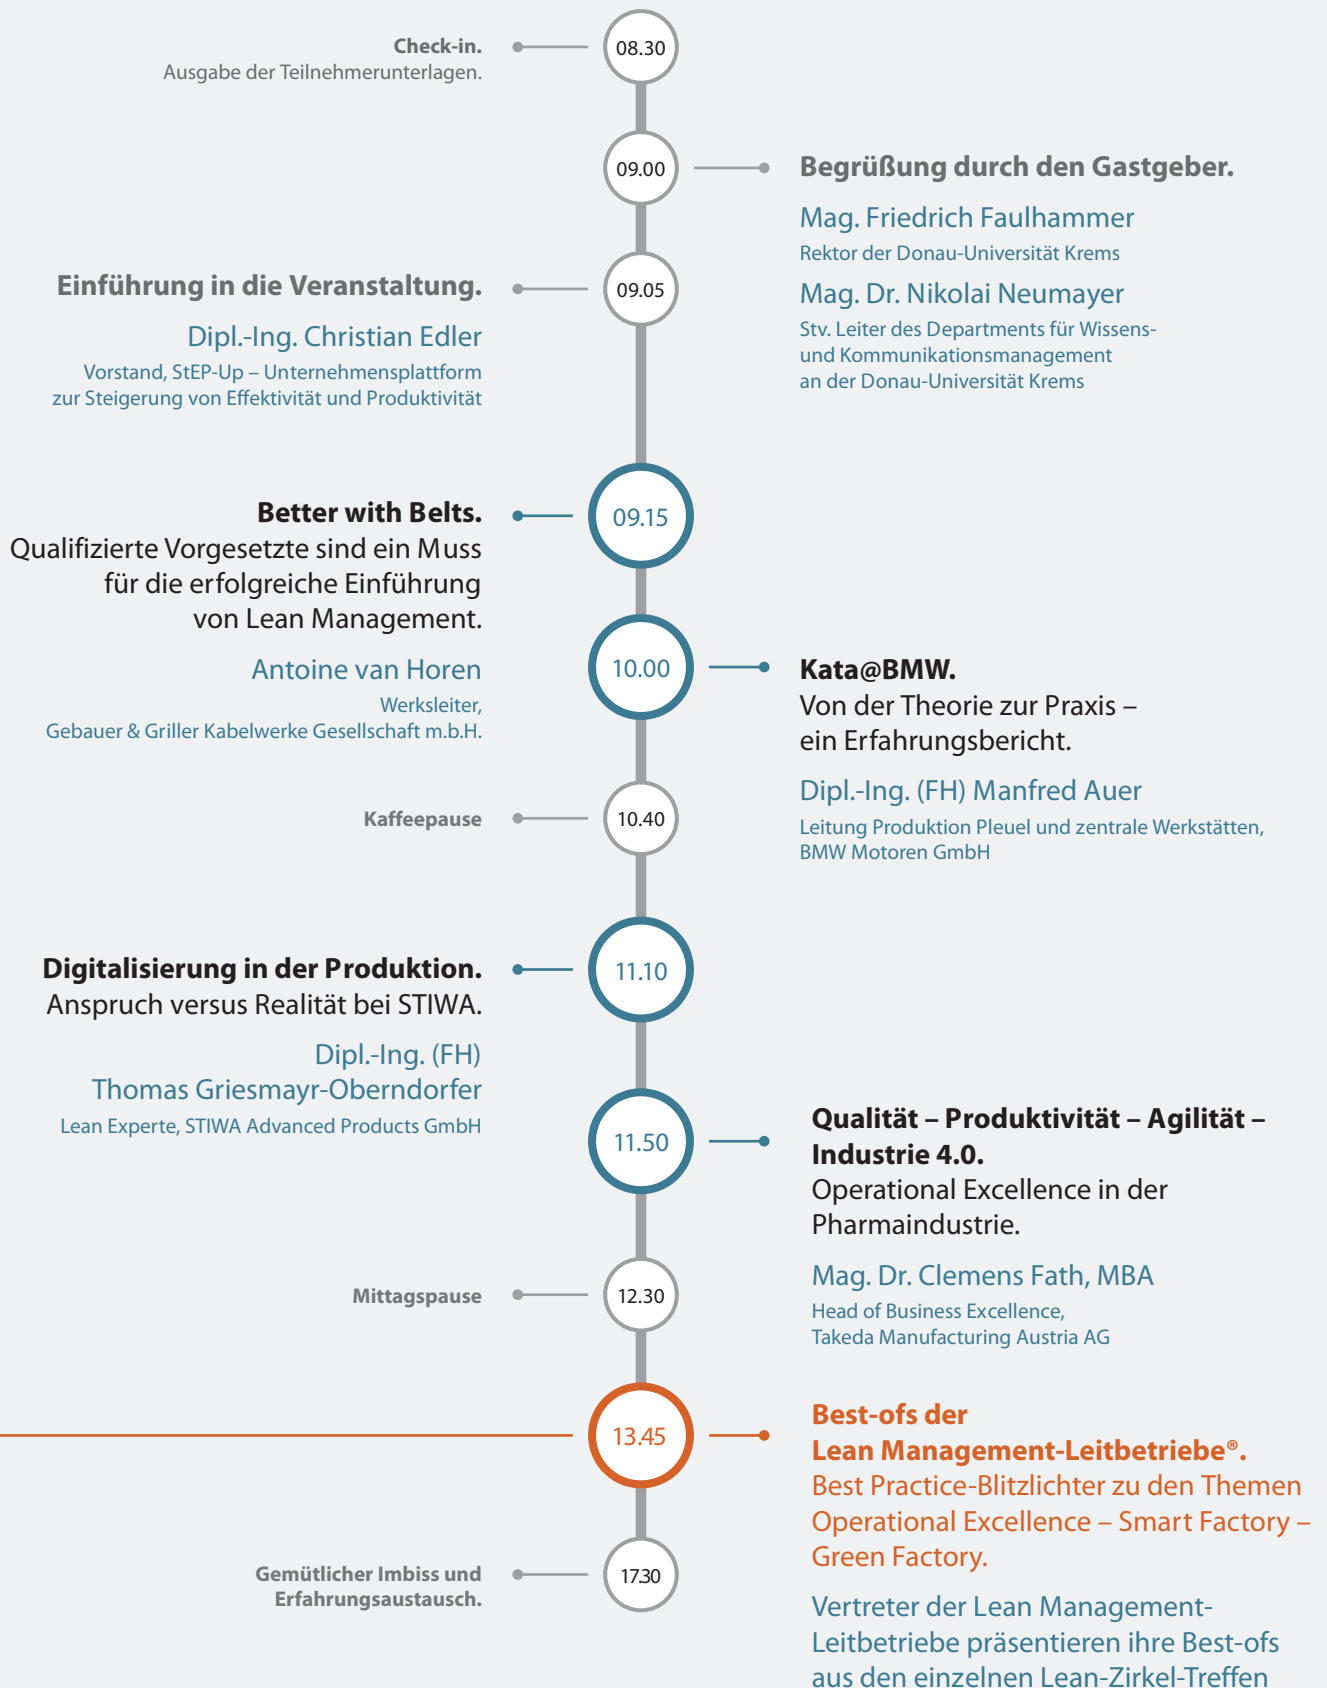 Check-in.
Ausgabe der Teilnehmerunterlagen.
08.30
09.00
Begrüßung durch den Gastgeber.
Mag. Friedrich Faulhammer
Rektor der Donau-Universität Krems
Mag. Dr. Nikolai Neumayer
Stv. Leiter des Departments für Wissens-
und Kommunikationsmanagement
an der Donau-Universität Krems
Einführung in die Veranstaltung.
09.05
Dipl.-Ing. Christian Edler
Vorstand, StEP-Up – Unternehmensplattform
zur Steigerung von Effektivität und Produktivität
Better with Belts.
09.15
Qualifizierte Vorgesetzte sind ein Muss
für die erfolgreiche Einführung
von Lean Management.
Antoine van Horen
Werksleiter,
Gebauer & Griller Kabelwerke Gesellschaft m.b.H.
10.00
Kata@BMW.
Von der Theorie zur Praxis –
ein Erfahrungsbericht.
Dipl.-Ing. (FH) Manfred Auer
Leitung Produktion Pleuel und zentrale Werkstätten,
BMW Motoren GmbH
Kaffeepause
10.40
Digitalisierung in der Produktion.
11.10
Anspruch versus Realität bei STIWA.
Dipl.-Ing. (FH)
Thomas Griesmayr-Oberndorfer
Lean Experte, STIWA Advanced Products GmbH
11.50
Qualität – Produktivität – Agilität –
Industrie 4.0.
Operational Excellence in der
Pharmaindustrie.
Mag. Dr. Clemens Fath, MBA
Head of Business Excellence,
Takeda Manufacturing Austria AG
Mittagspause
12.30
13.45
Best-ofs der
Lean Management-Leitbetriebe®.
Best Practice-Blitzlichter zu den Themen
Operational Excellence – Smart Factory –
Green Factory.
Vertreter der Lean Management-
Leitbetriebe präsentieren ihre Best-ofs
aus den einzelnen Lean-Zirkel-Treffen
Gemütlicher Imbiss und
Erfahrungsaustausch.
17.30